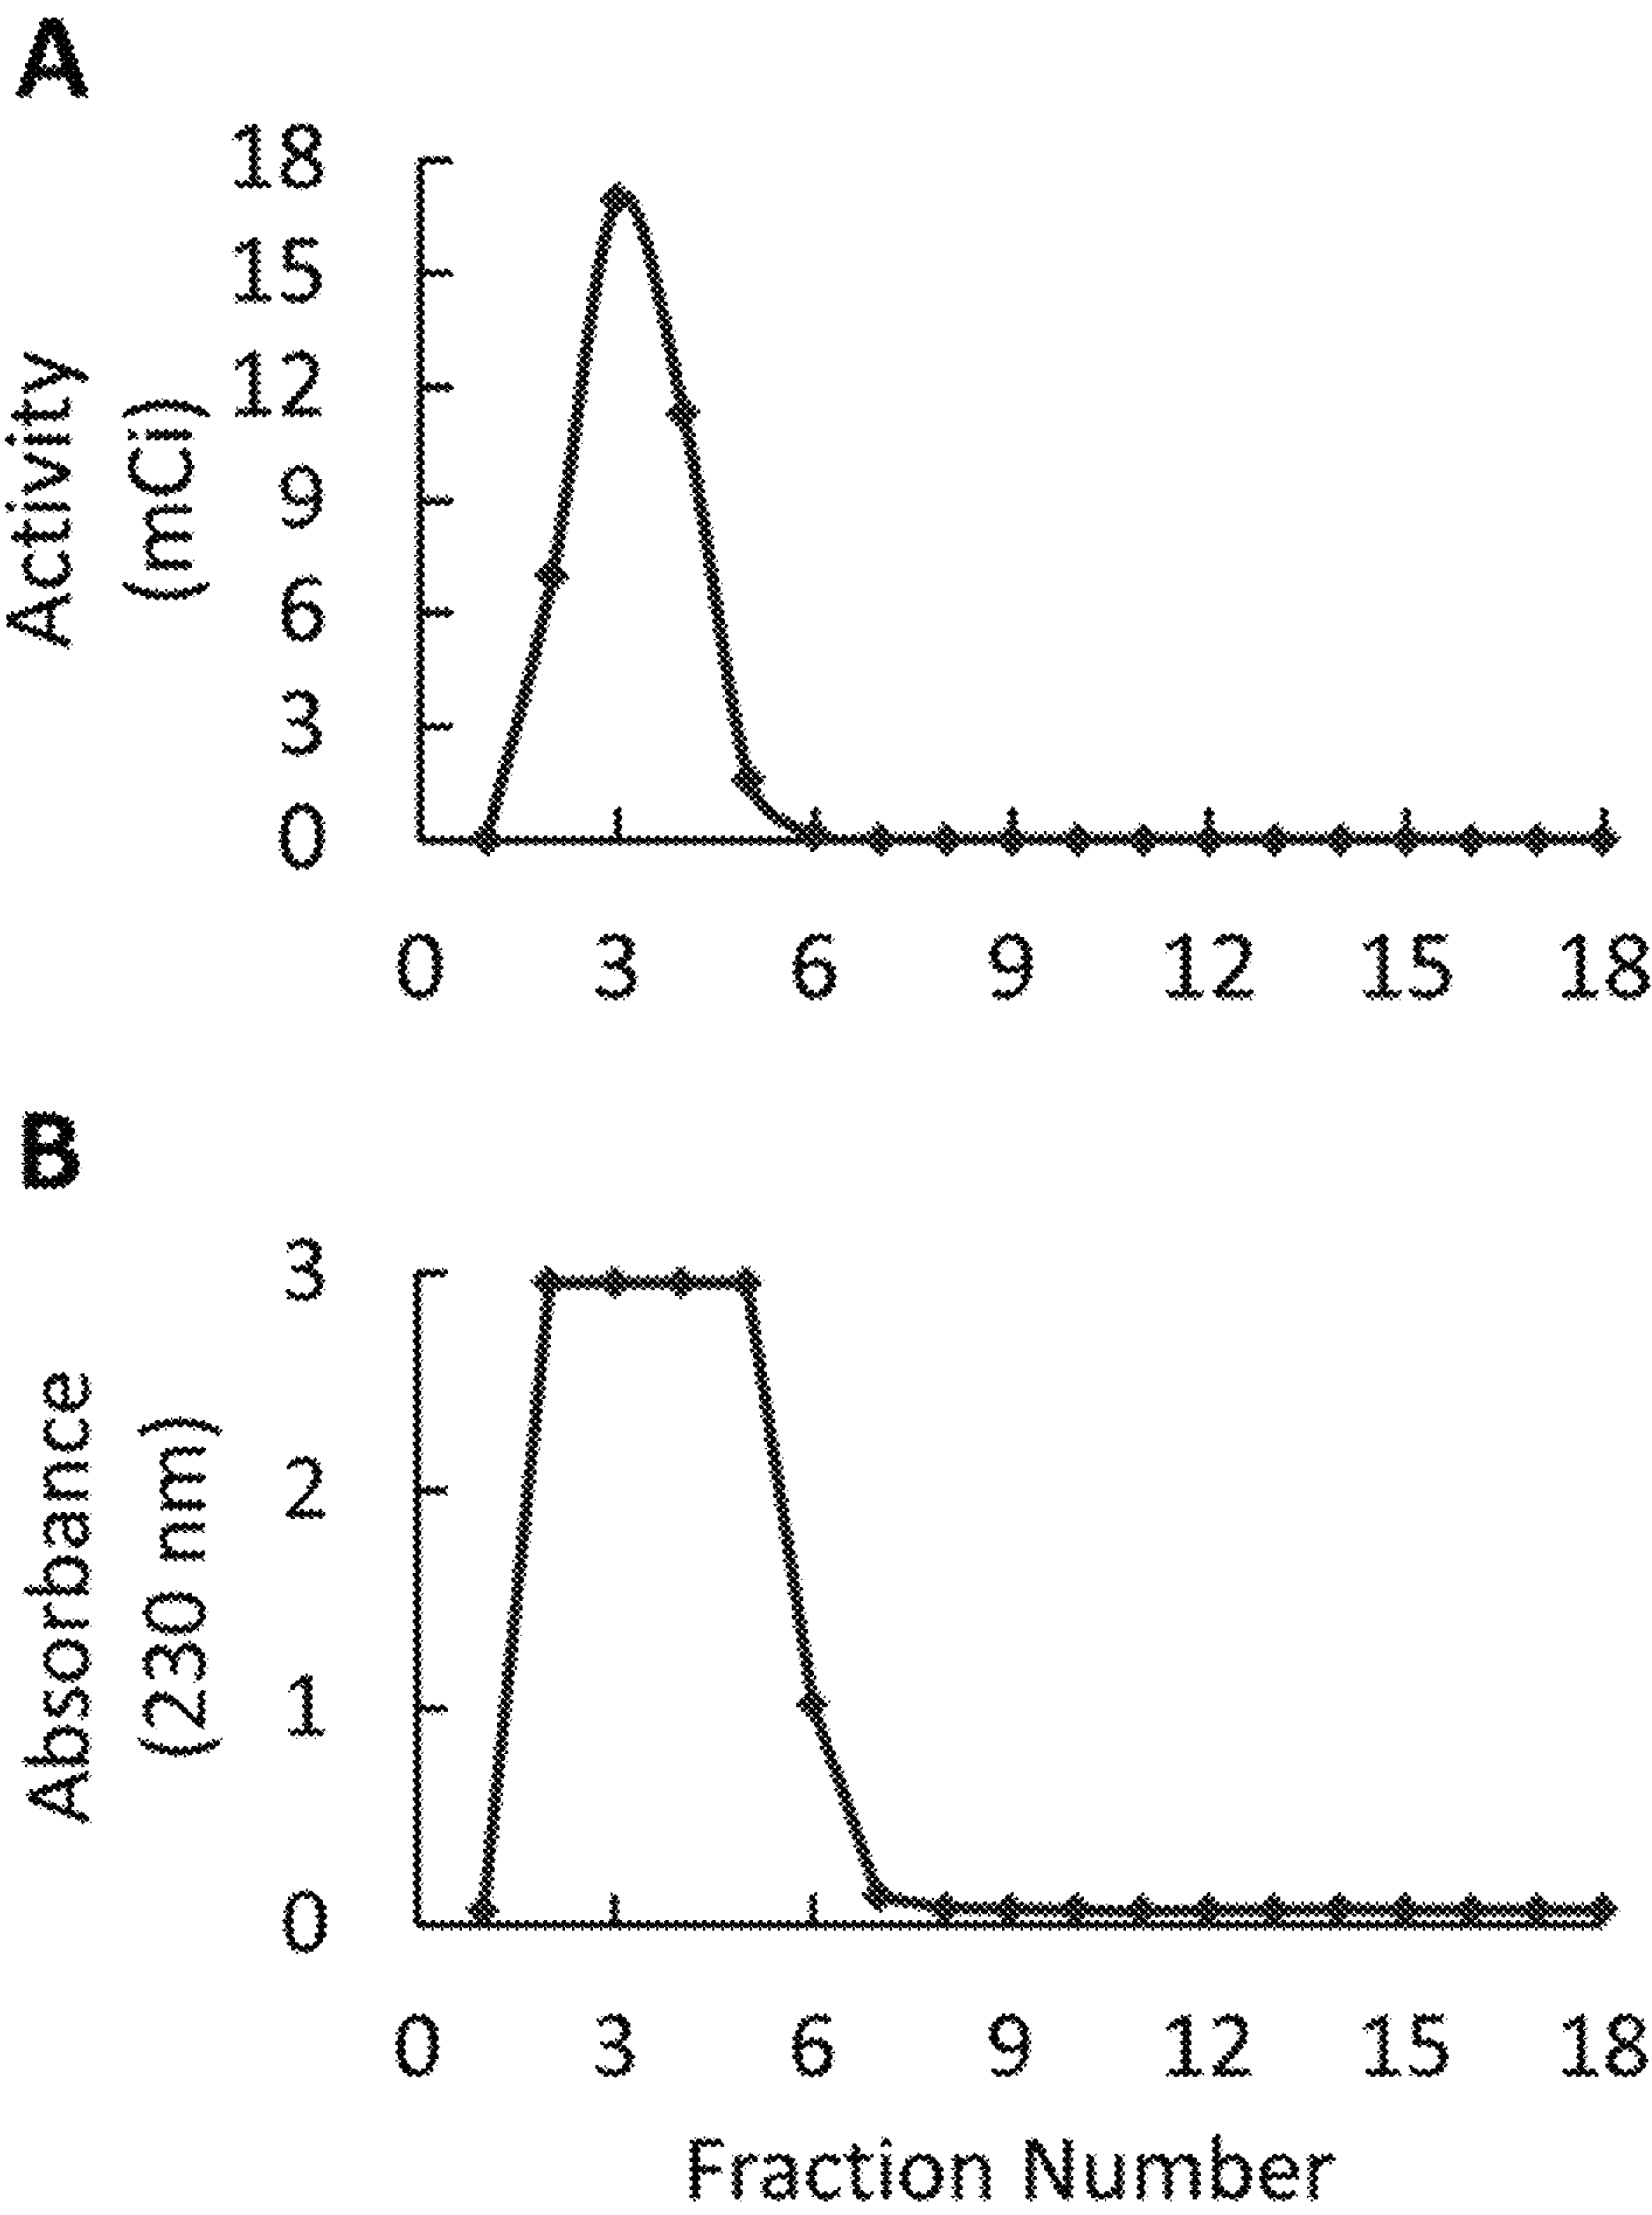 A
18
15
12
9
6
3
0
Activity
(mCi)
0 3 6 9 12 15 18
B
3
2
1
0
Absorbance
(230 nm)
0 3 6 9 12 15 18
Fraction Number